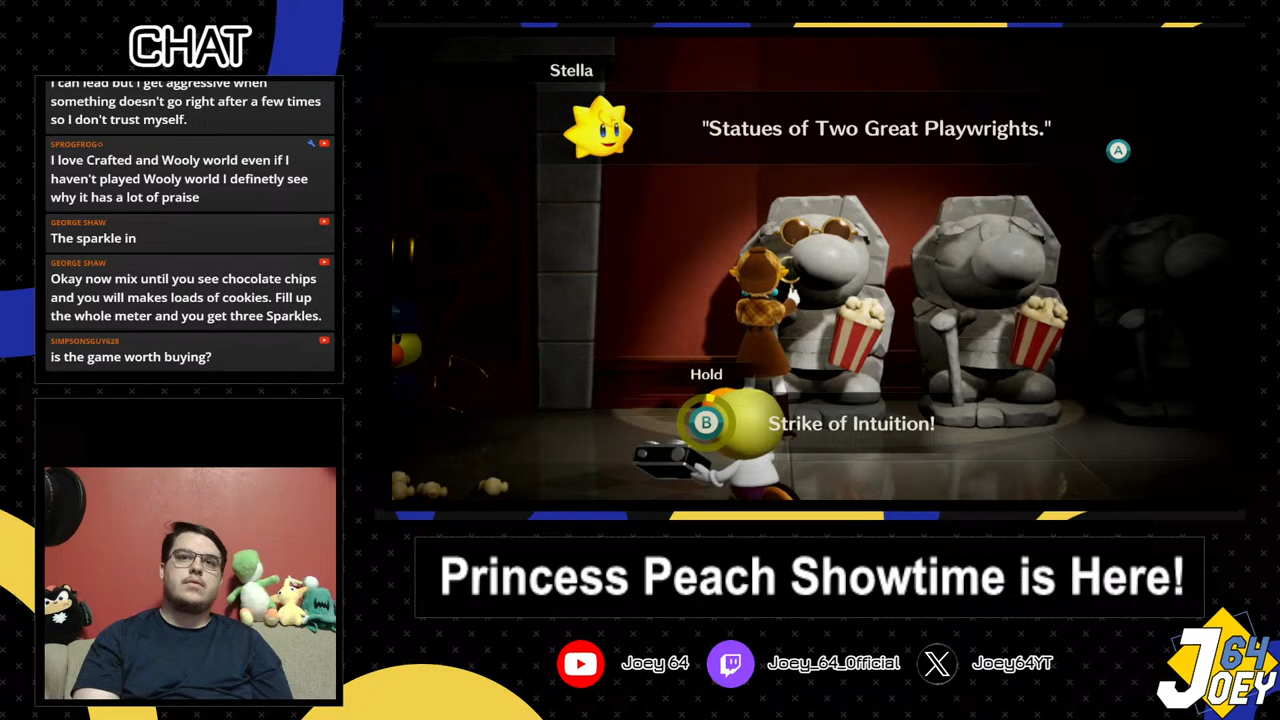 CHAT
I can lead but I get aggressive when
something doesn't go right after a few times
so I don't trust myself.
SPROGFROG
I love Crafted and Wooly world even if I
haven't played Wooly world I definetly see
why it has a lot of praise
GEORGE SHAW
The sparkle in
GEORGE SHAW
Okay now mix until you see chocolate chips
and you will makes loads of cookies. Fill up
the whole meter and you get three Sparkles.
SIMPSONSGUY628
is the game worth buying?
Stella
"Statues of Two Great Playwrights."
A
Hold
B
Strike of Intuition!
Princess Peach Showtime is Here!
Joey 64
Joey_64_Official
Joey64YT
J 64
OEY